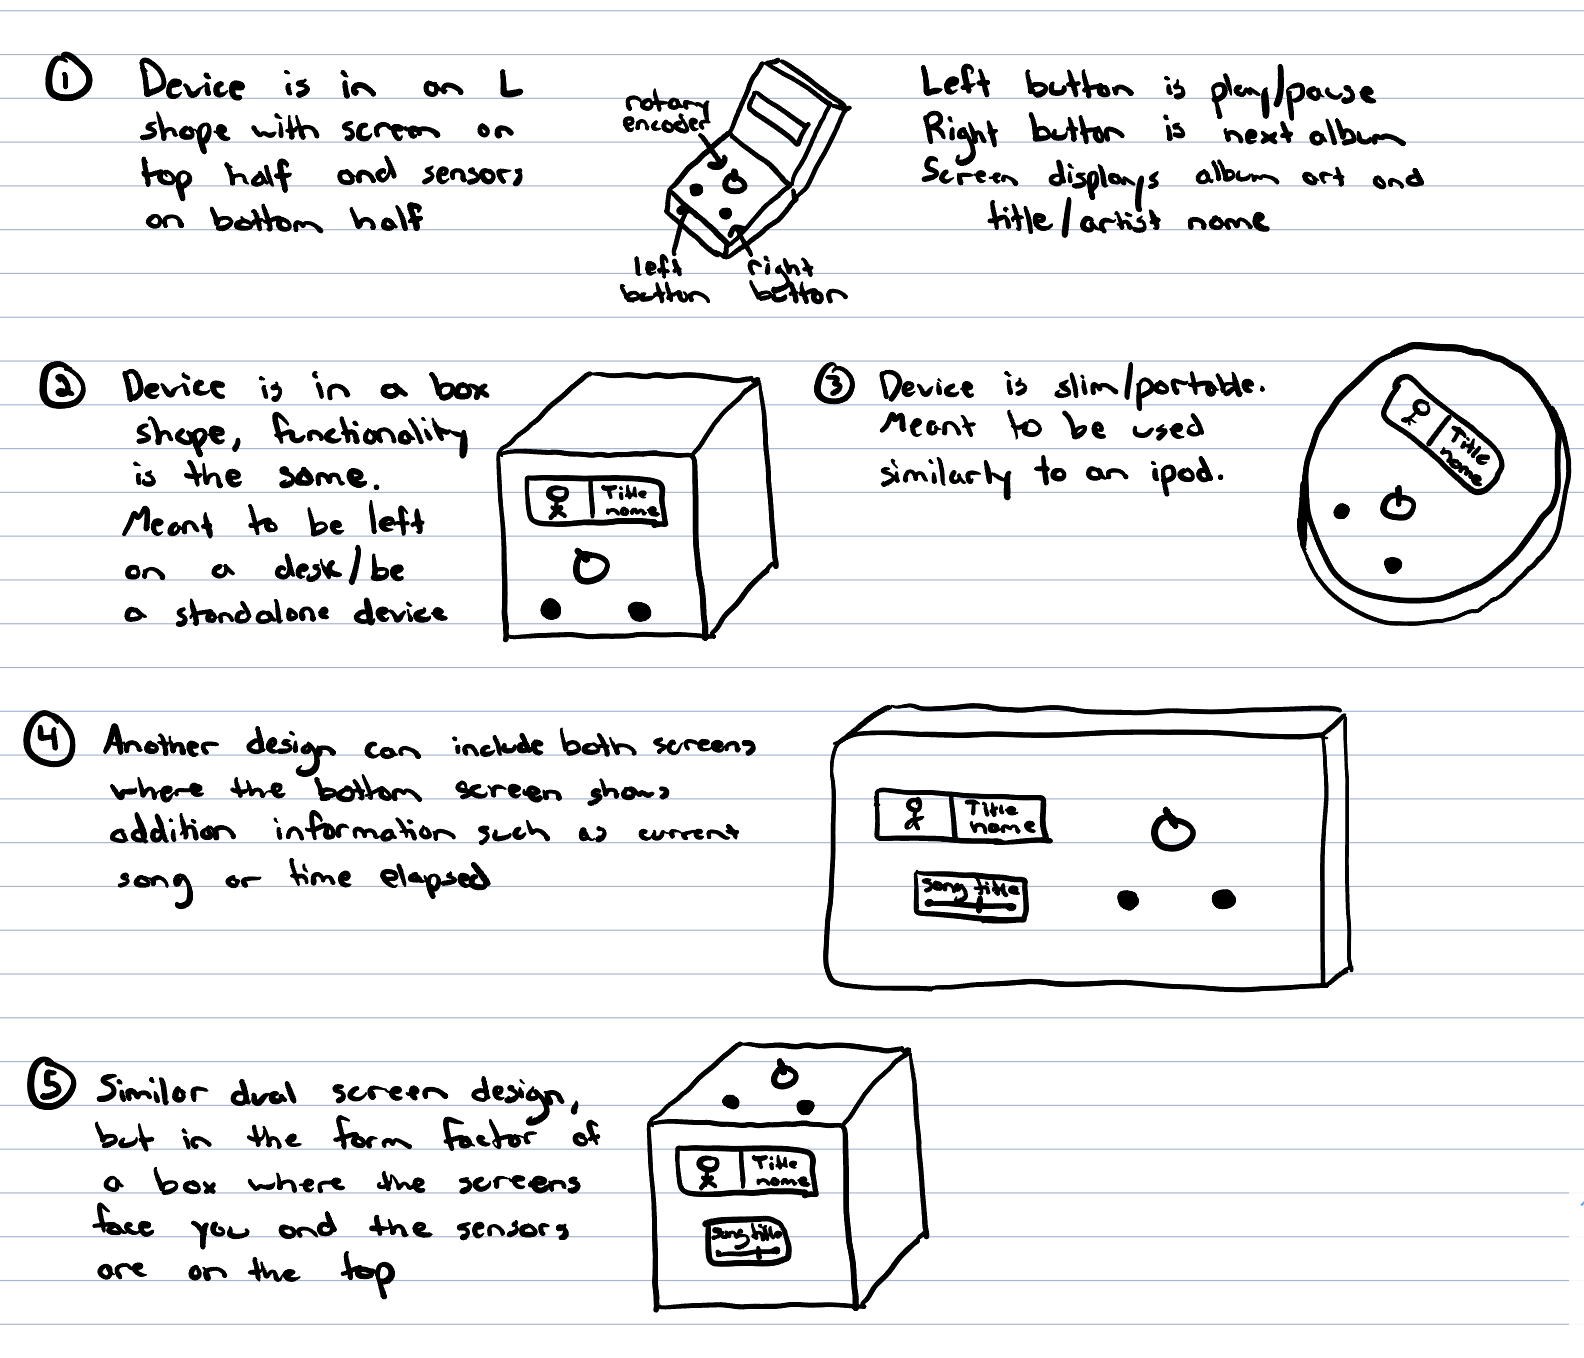 1 Device is in an L
shape with screen on
top half and sensors
on bottom half
rotary
encoder
left
button
right
button
Left button is play/pause
Right button is next album
Screen displays album art and
title/artist name
2 Device is in a box
shape, functionality
is the same.
Meant to be left
on a desk/be
a standalone device
Title
name
3 Device is slim/portable.
Meant to be used
similarly to an ipod.
Title
name
4 Another design can include both screens
where the bottom screen shows
addition information such as current
song or time elapsed
Title
name
song title
5 Similar dual screen design,
but in the form factor of
a box where the screens
face you and the sensors
are on the top
Title
name
song title